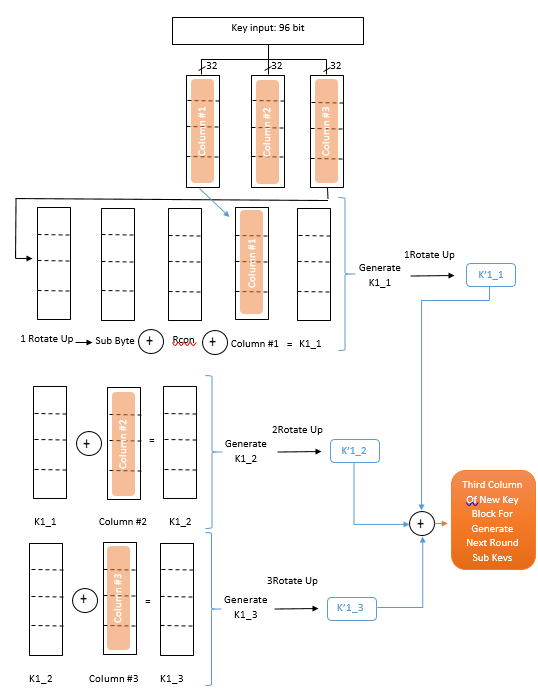 Key input: 96 bit
32
32
32
Column #1
Column #2
Column #3
Column #1
1 Rotate Up
Sub Byte
+
Rcon
+
Column #1 = K1_1
Generate
K1_1
1Rotate Up
K'1_1
+
Column #2
=
K1_1
Column #2
K1_2
Generate
K1_2
2Rotate Up
K'1_2
+
Third Column
Of New Key
Block For
Generate
Next Round
Sub Keys
+
Column #3
=
K1_2
Column #3
K1_3
Generate
K1_3
3Rotate Up
K'1_3